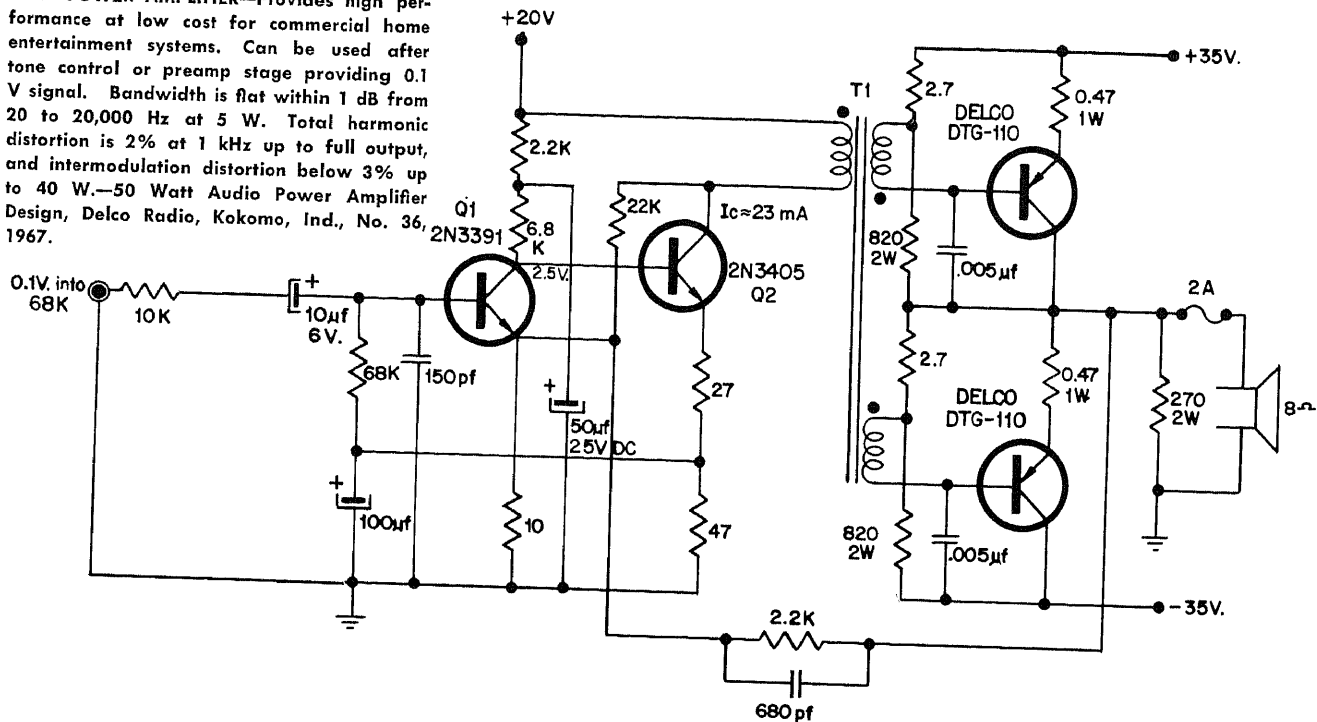 POWER AMPLIFIER—Provides high per-
formance at low cost for commercial home
entertainment systems. Can be used after
tone control or preamp stage providing 0.1
V signal. Bandwidth is flat within 1 dB from
20 to 20,000 Hz at 5 W. Total harmonic
distortion is 2% at 1 kHz up to full output,
and intermodulation distortion below 3% up
to 40 W.—50 Watt Audio Power Amplifier
Design, Delco Radio, Kokomo, Ind., No. 36,
1967.
+20V
2.2K
Q1
2N3391
6.8
K
2.5V.
22K
Ic≈23 mA
2N3405
Q2
0.1V. into
68K
10K
+
10µf
6V.
68K
150pf
+
50µf
25V DC
27
+
100µf
10
47
T1
2.7
DELCO
DTG-110
0.47
1W
+35V.
820
2W
.005µf
2A
2.7
DELCO
DTG-110
0.47
1W
270
2W
8Ω
820
2W
.005µf
-35V.
2.2K
680pf